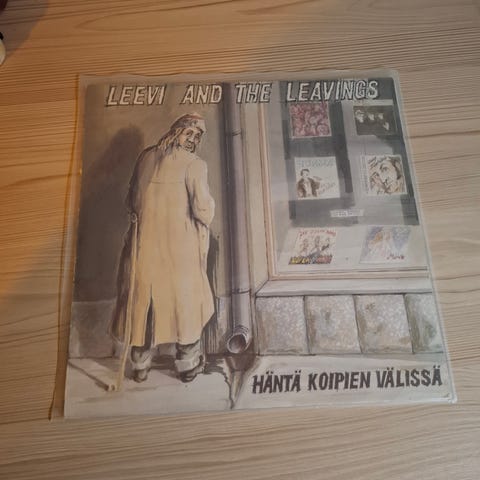 LEEVI AND THE LEAVINGS
HÄNTÄ KOIPIEN VÄLISSÄ